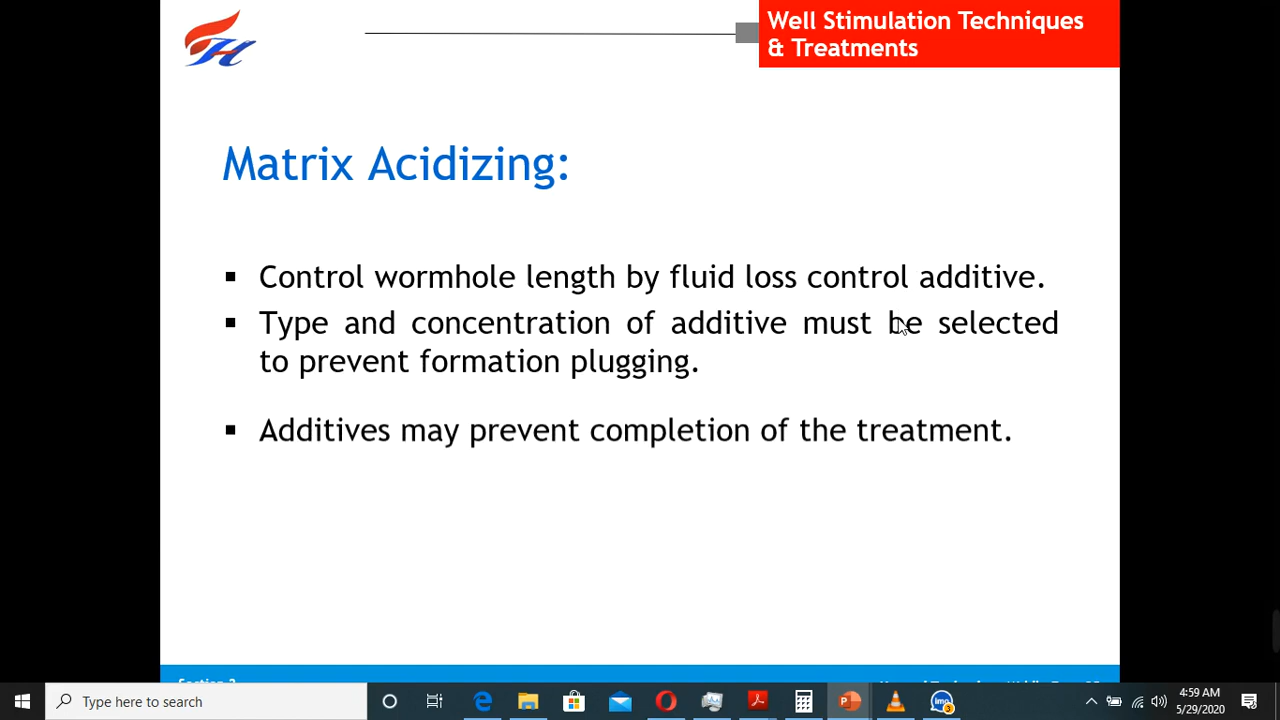 Well Stimulation Techniques
& Treatments
Matrix Acidizing:
▪ Control wormhole length by fluid loss control additive.
▪ Type and concentration of additive must be selected
to prevent formation plugging.
▪ Additives may prevent completion of the treatment.
Type here to search
4:59 AM
5/29/2020